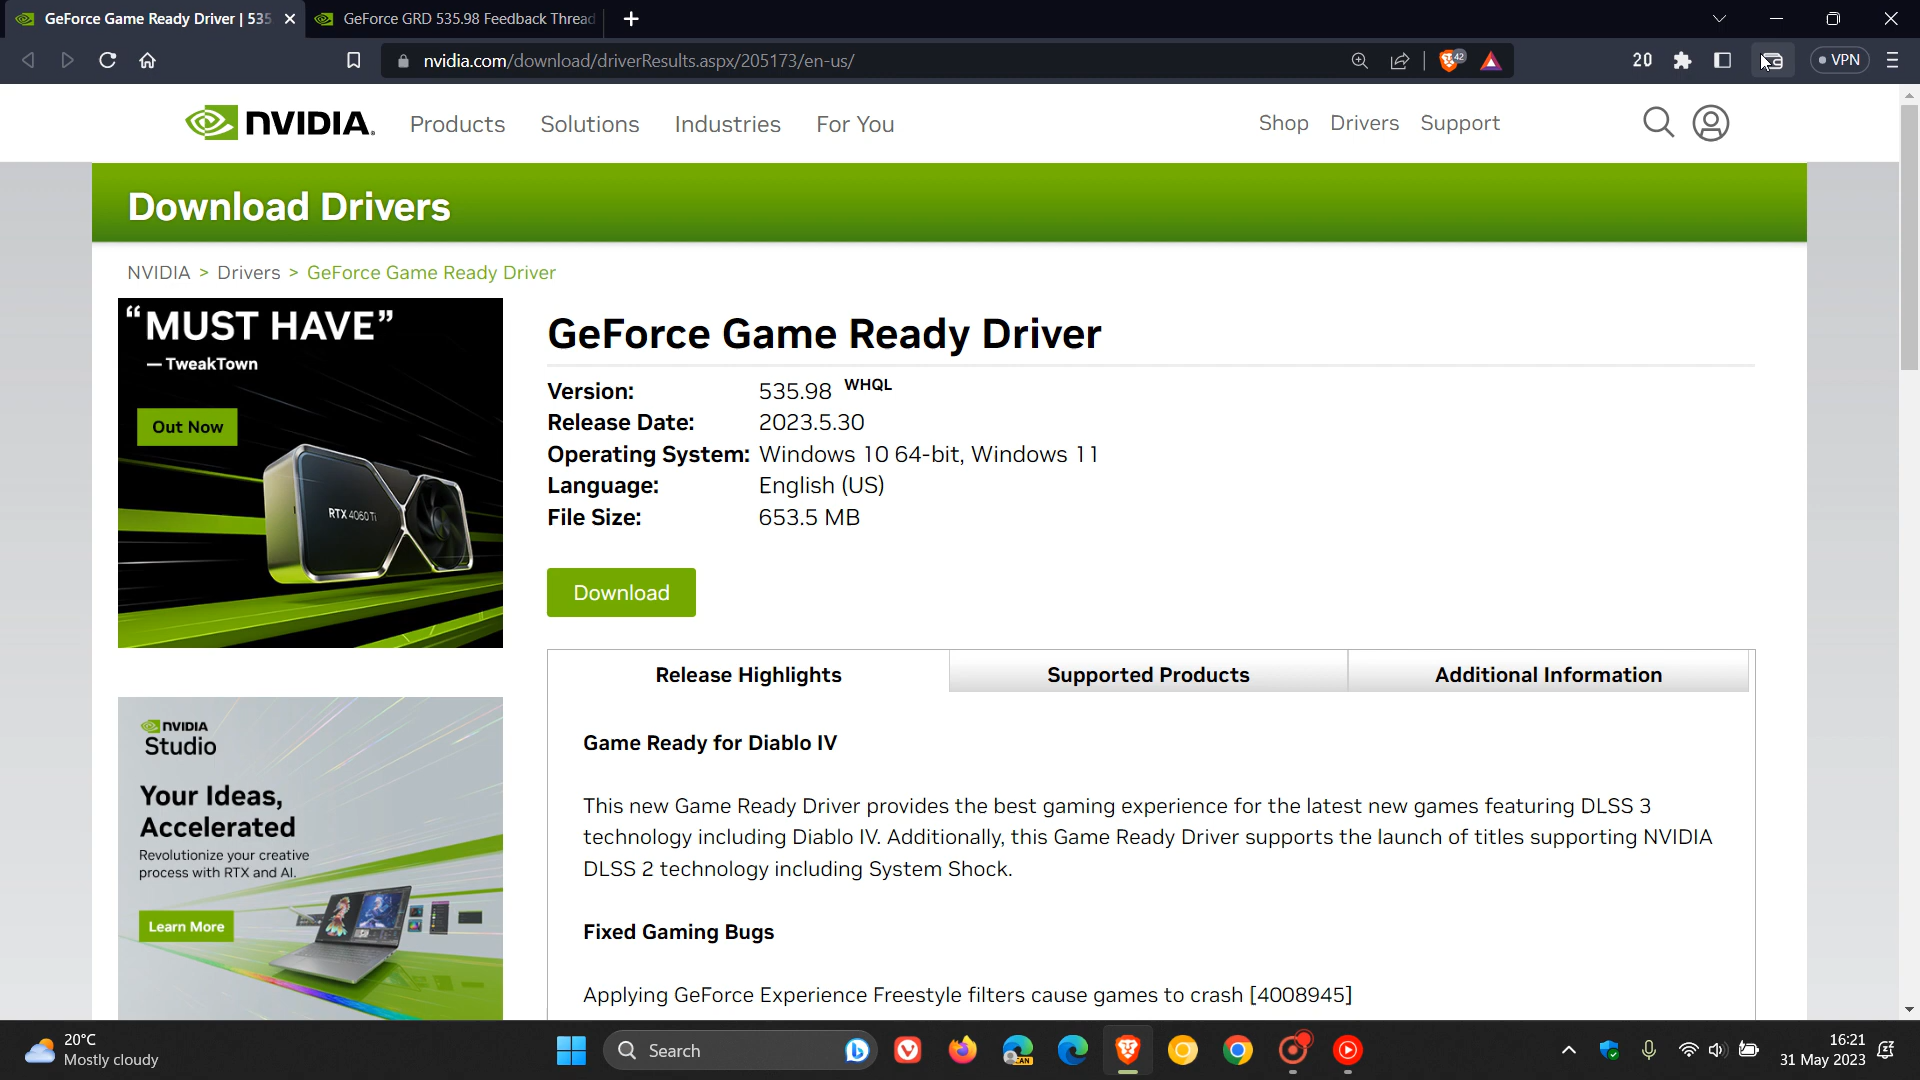 GeForce Game Ready Driver | 535
GeForce GRD 535.98 Feedback Thread
nvidia.com/download/driverResults.aspx/205173/en-us/
42
20
VPN
NVIDIA.
Products
Solutions
Industries
For You
Shop
Drivers
Support
Download Drivers
NVIDIA > Drivers > GeForce Game Ready Driver
“MUST HAVE”
— TweakTown
Out Now
RTX 4060 Ti
GeForce Game Ready Driver
Version: 535.98 WHQL
Release Date: 2023.5.30
Operating System: Windows 10 64-bit, Windows 11
Language: English (US)
File Size: 653.5 MB
Download
Release Highlights
Supported Products
Additional Information
NVIDIA
Studio
Your Ideas,
Accelerated
Revolutionize your creative
process with RTX and AI.
Learn More
Game Ready for Diablo IV
This new Game Ready Driver provides the best gaming experience for the latest new games featuring DLSS 3
technology including Diablo IV. Additionally, this Game Ready Driver supports the launch of titles supporting NVIDIA
DLSS 2 technology including System Shock.
Fixed Gaming Bugs
Applying GeForce Experience Freestyle filters cause games to crash [4008945]
20°C
Mostly cloudy
Search
CAN
16:21
31 May 2023